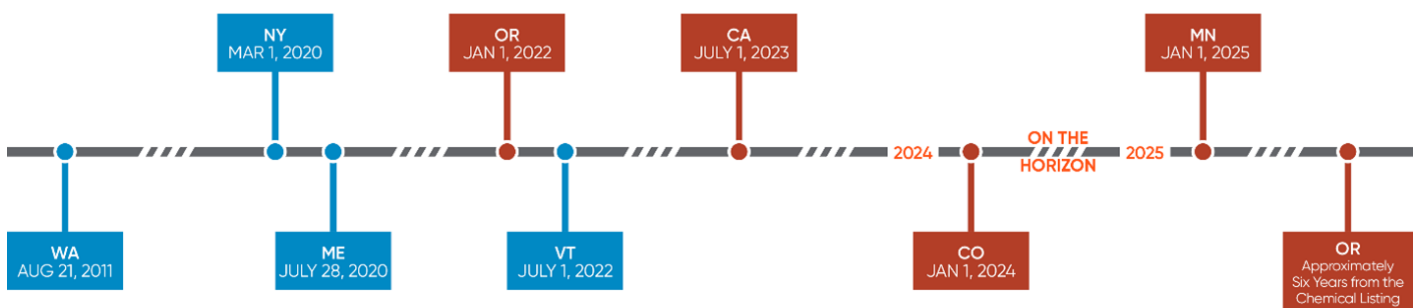 NY
MAR 1, 2020
OR
JAN 1, 2022
CA
JULY 1, 2023
MN
JAN 1, 2025
2024
ON THE
HORIZON
2025
WA
AUG 21, 2011
ME
JULY 28, 2020
VT
JULY 1, 2022
CO
JAN 1, 2024
OR
Approximately
Six Years from the
Chemical Listing